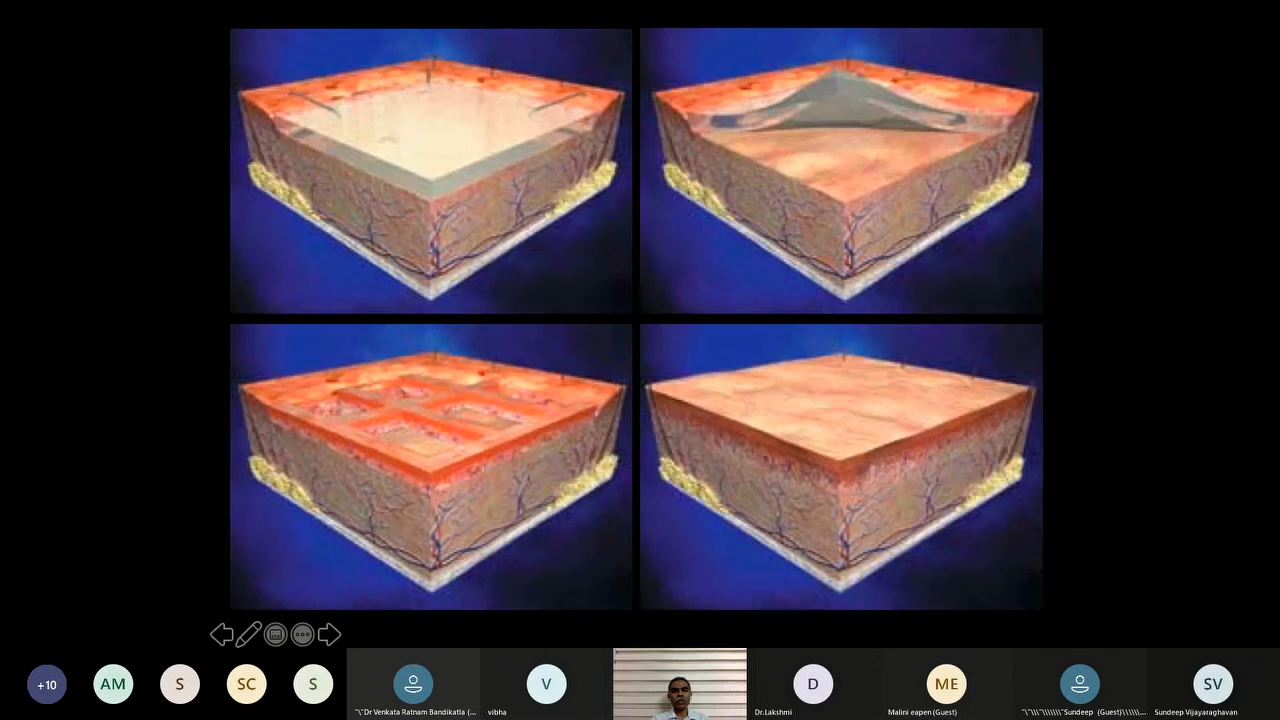 +10
AM
S
SC
S
"\"Dr Venkata Ratnam Bandikatla (...
V
vibha
D
Dr.Lakshmi
ME
Malini eapen (Guest)
"\"\\\"\\\\\\\"Sundeep (Guest)\\\\\\...
SV
Sundeep Vijayaraghavan